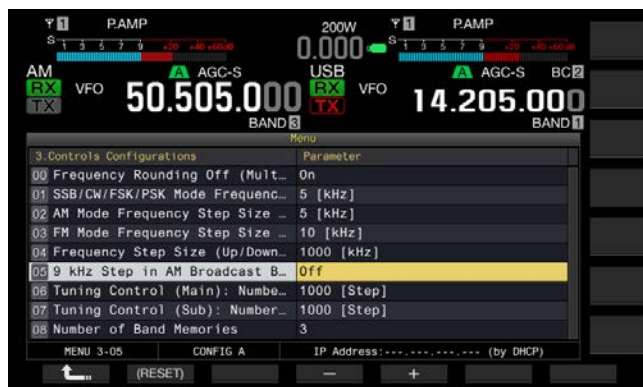 1 P.AMP 200W 1 P.AMP
S 1 3 5 7 9 +20 +40 +60dB 0.000 S 1 3 5 7 9 +20 +40 +60dB
AM A AGC-S USB A AGC-S BC2
RX TX VFO 50.505.000 RX TX VFO 14.205.000
BAND 3 BAND 1
Menu
3.Controls Configurations Parameter
00 Frequency Rounding Off (Mult… On
01 SSB/CW/FSK/PSK Mode Frequenc… 5 [kHz]
02 AM Mode Frequency Step Size … 5 [kHz]
03 FM Mode Frequency Step Size … 10 [kHz]
04 Frequency Step Size (Up/Down… 1000 [kHz]
05 9 kHz Step in AM Broadcast B… Off
06 Tuning Control (Main): Numbe… 1000 [Step]
07 Tuning Control (Sub): Number… 1000 [Step]
08 Number of Band Memories 3
MENU 3-05 CONFIG A IP Address:---.---.---.--- (by DHCP)
(RESET) − +